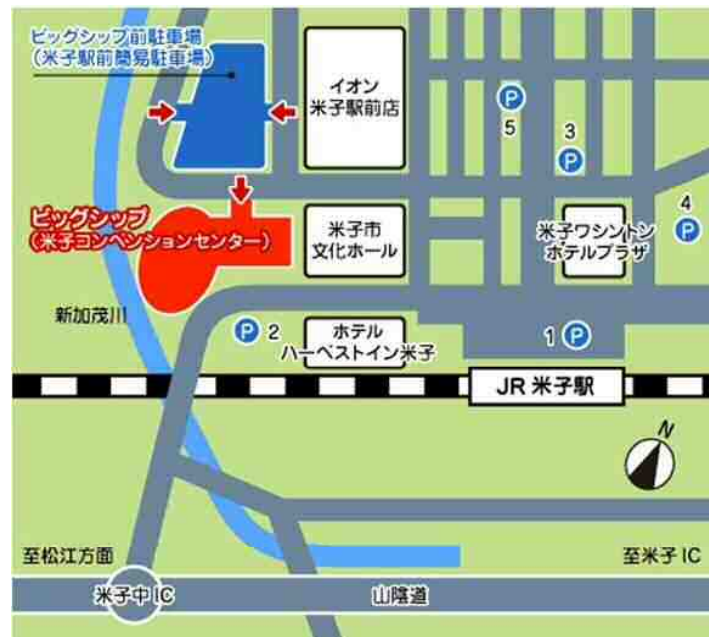 ビッグシップ前駐車場
(米子駅前簡易駐車場)
イオン
米子駅前店
P
5
3
P
4
P
ビッグシップ
(米子コンベンションセンター)
米子市
文化ホール
米子ワシントン
ホテルプラザ
新加茂川
P 2
ホテル
ハーベストイン米子
1 P
JR 米子駅
N
至松江方面
至米子 IC
米子中 IC
山陰道